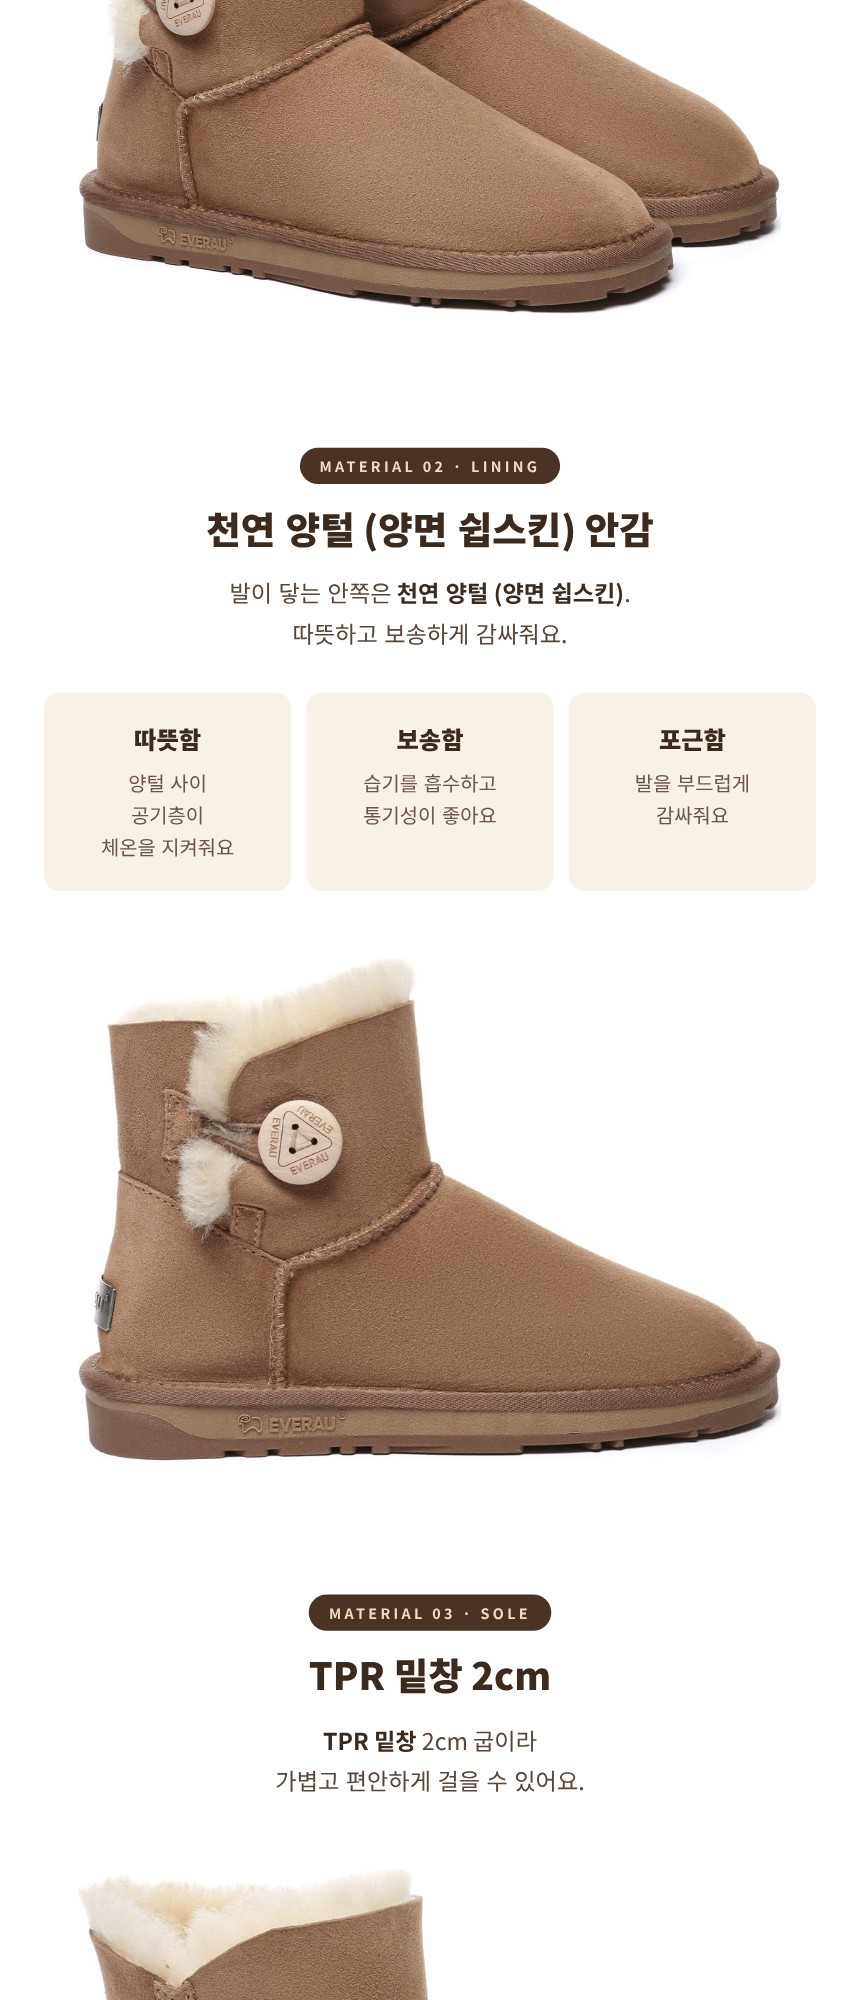 EVERAU
EVERAU
MATERIAL 02 · LINING
천연 양털 (양면 쉽스킨) 안감
발이 닿는 안쪽은 천연 양털 (양면 쉽스킨).
따뜻하고 보송하게 감싸줘요.
따뜻함
양털 사이
공기층이
체온을 지켜줘요
보송함
습기를 흡수하고
통기성이 좋아요
포근함
발을 부드럽게
감싸줘요
EVERAU
EVERAU
EVERAU
EVERAU
MATERIAL 03 · SOLE
TPR 밑창 2cm
TPR 밑창 2cm 굽이라
가볍고 편안하게 걸을 수 있어요.